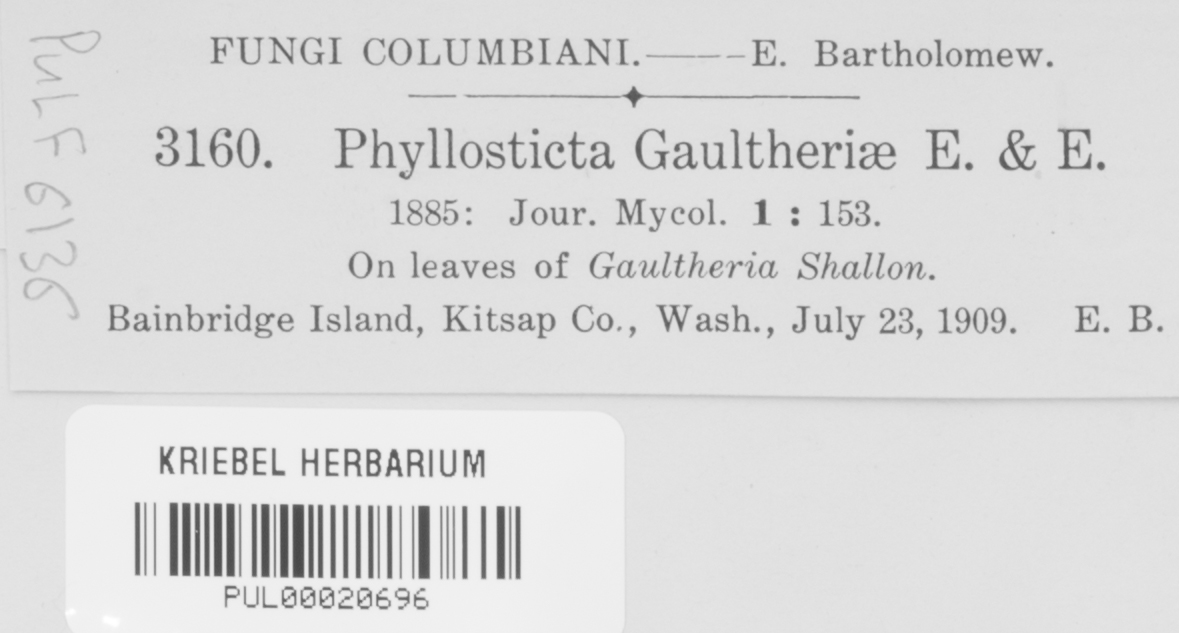 FUNGI COLUMBIANI.———E. Bartholomew.
3160. Phyllosticta Gaultheriæ E. & E.
1885: Jour. Mycol. 1 : 153.
On leaves of Gaultheria Shallon.
Bainbridge Island, Kitsap Co., Wash., July 23, 1909. E. B.
PUL F 6136
KRIEBEL HERBARIUM
PUL00020696